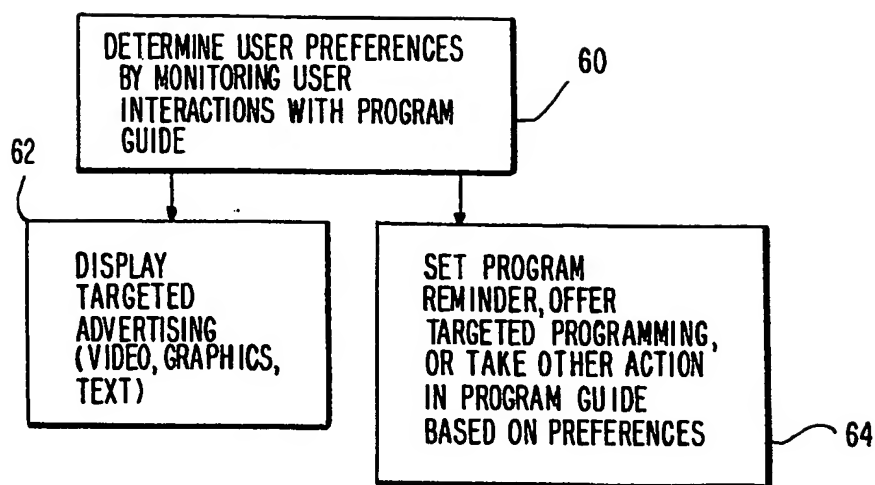 DETERMINE USER PREFERENCES
BY MONITORING USER
INTERACTIONS WITH PROGRAM
GUIDE
60
62
DISPLAY
TARGETED
ADVERTISING
(VIDEO, GRAPHICS,
TEXT)
SET PROGRAM
REMINDER, OFFER
TARGETED PROGRAMMING,
OR TAKE OTHER ACTION
IN PROGRAM GUIDE
BASED ON PREFERENCES
64